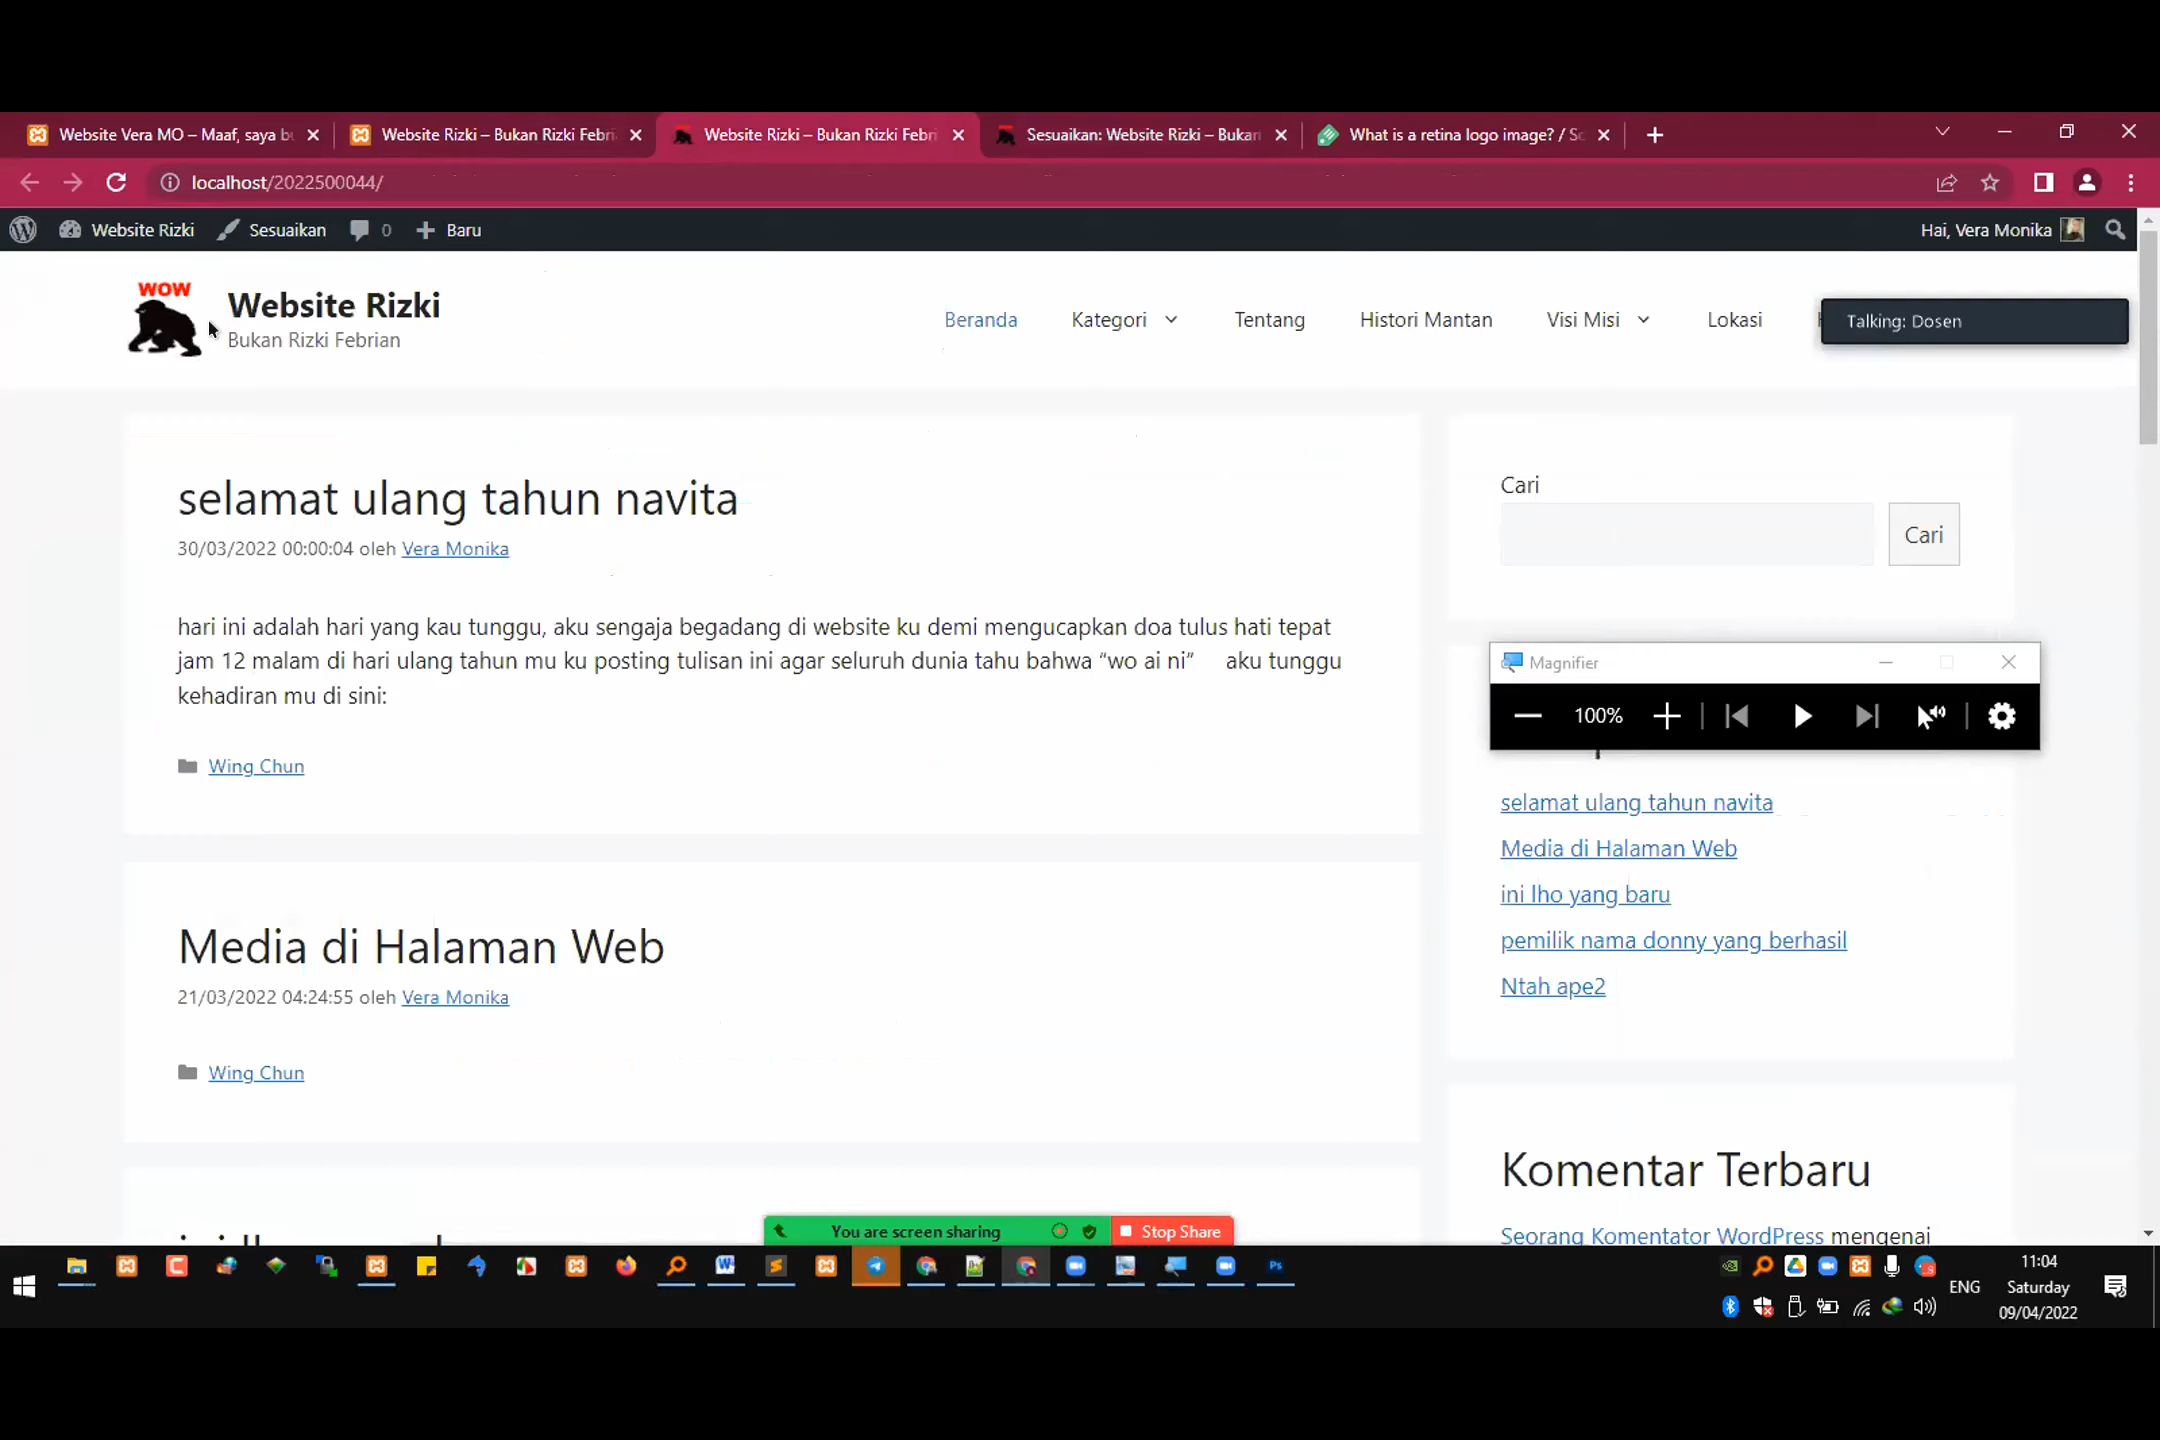 Website Vera MO – Maaf, saya bu
Website Rizki – Bukan Rizki Febri
Website Rizki – Bukan Rizki Febri
Sesuaikan: Website Rizki – Bukan
What is a retina logo image? / Sc
localhost/2022500044/
Website Rizki
Sesuaikan
0
Baru
Hai, Vera Monika
WOW
Website Rizki
Bukan Rizki Febrian
Beranda
Kategori
Tentang
Histori Mantan
Visi Misi
Lokasi
Talking: Dosen
selamat ulang tahun navita
30/03/2022 00:00:04 oleh Vera Monika
hari ini adalah hari yang kau tunggu, aku sengaja begadang di website ku demi mengucapkan doa tulus hati tepat
jam 12 malam di hari ulang tahun mu ku posting tulisan ini agar seluruh dunia tahu bahwa “wo ai ni” aku tunggu
kehadiran mu di sini:
Wing Chun
Media di Halaman Web
21/03/2022 04:24:55 oleh Vera Monika
Wing Chun
Cari
Cari
Magnifier
100%
selamat ulang tahun navita
Media di Halaman Web
ini lho yang baru
pemilik nama donny yang berhasil
Ntah ape2
Komentar Terbaru
Seorang Komentator WordPress mengenai
You are screen sharing
Stop Share
Ps
ENG
11:04
Saturday
09/04/2022